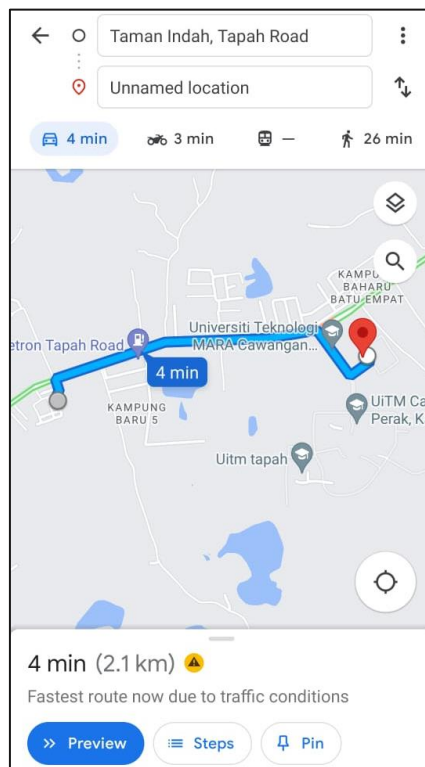 Taman Indah, Tapah Road
Unnamed location
4 min
3 min
—
26 min
KAMPU
BAHARU
BATU EMPAT
Universiti Teknologi
MARA Cawangan...
etron Tapah Road
4 min
KAMPUNG
BARU 5
UiTM Ca
Perak, K
Uitm tapah
4 min (2.1 km)
Fastest route now due to traffic conditions
Preview
Steps
Pin